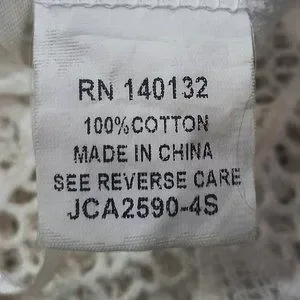 RN 140132
100%COTTON
MADE IN CHINA
SEE REVERSE CARE
JCA2590-4S